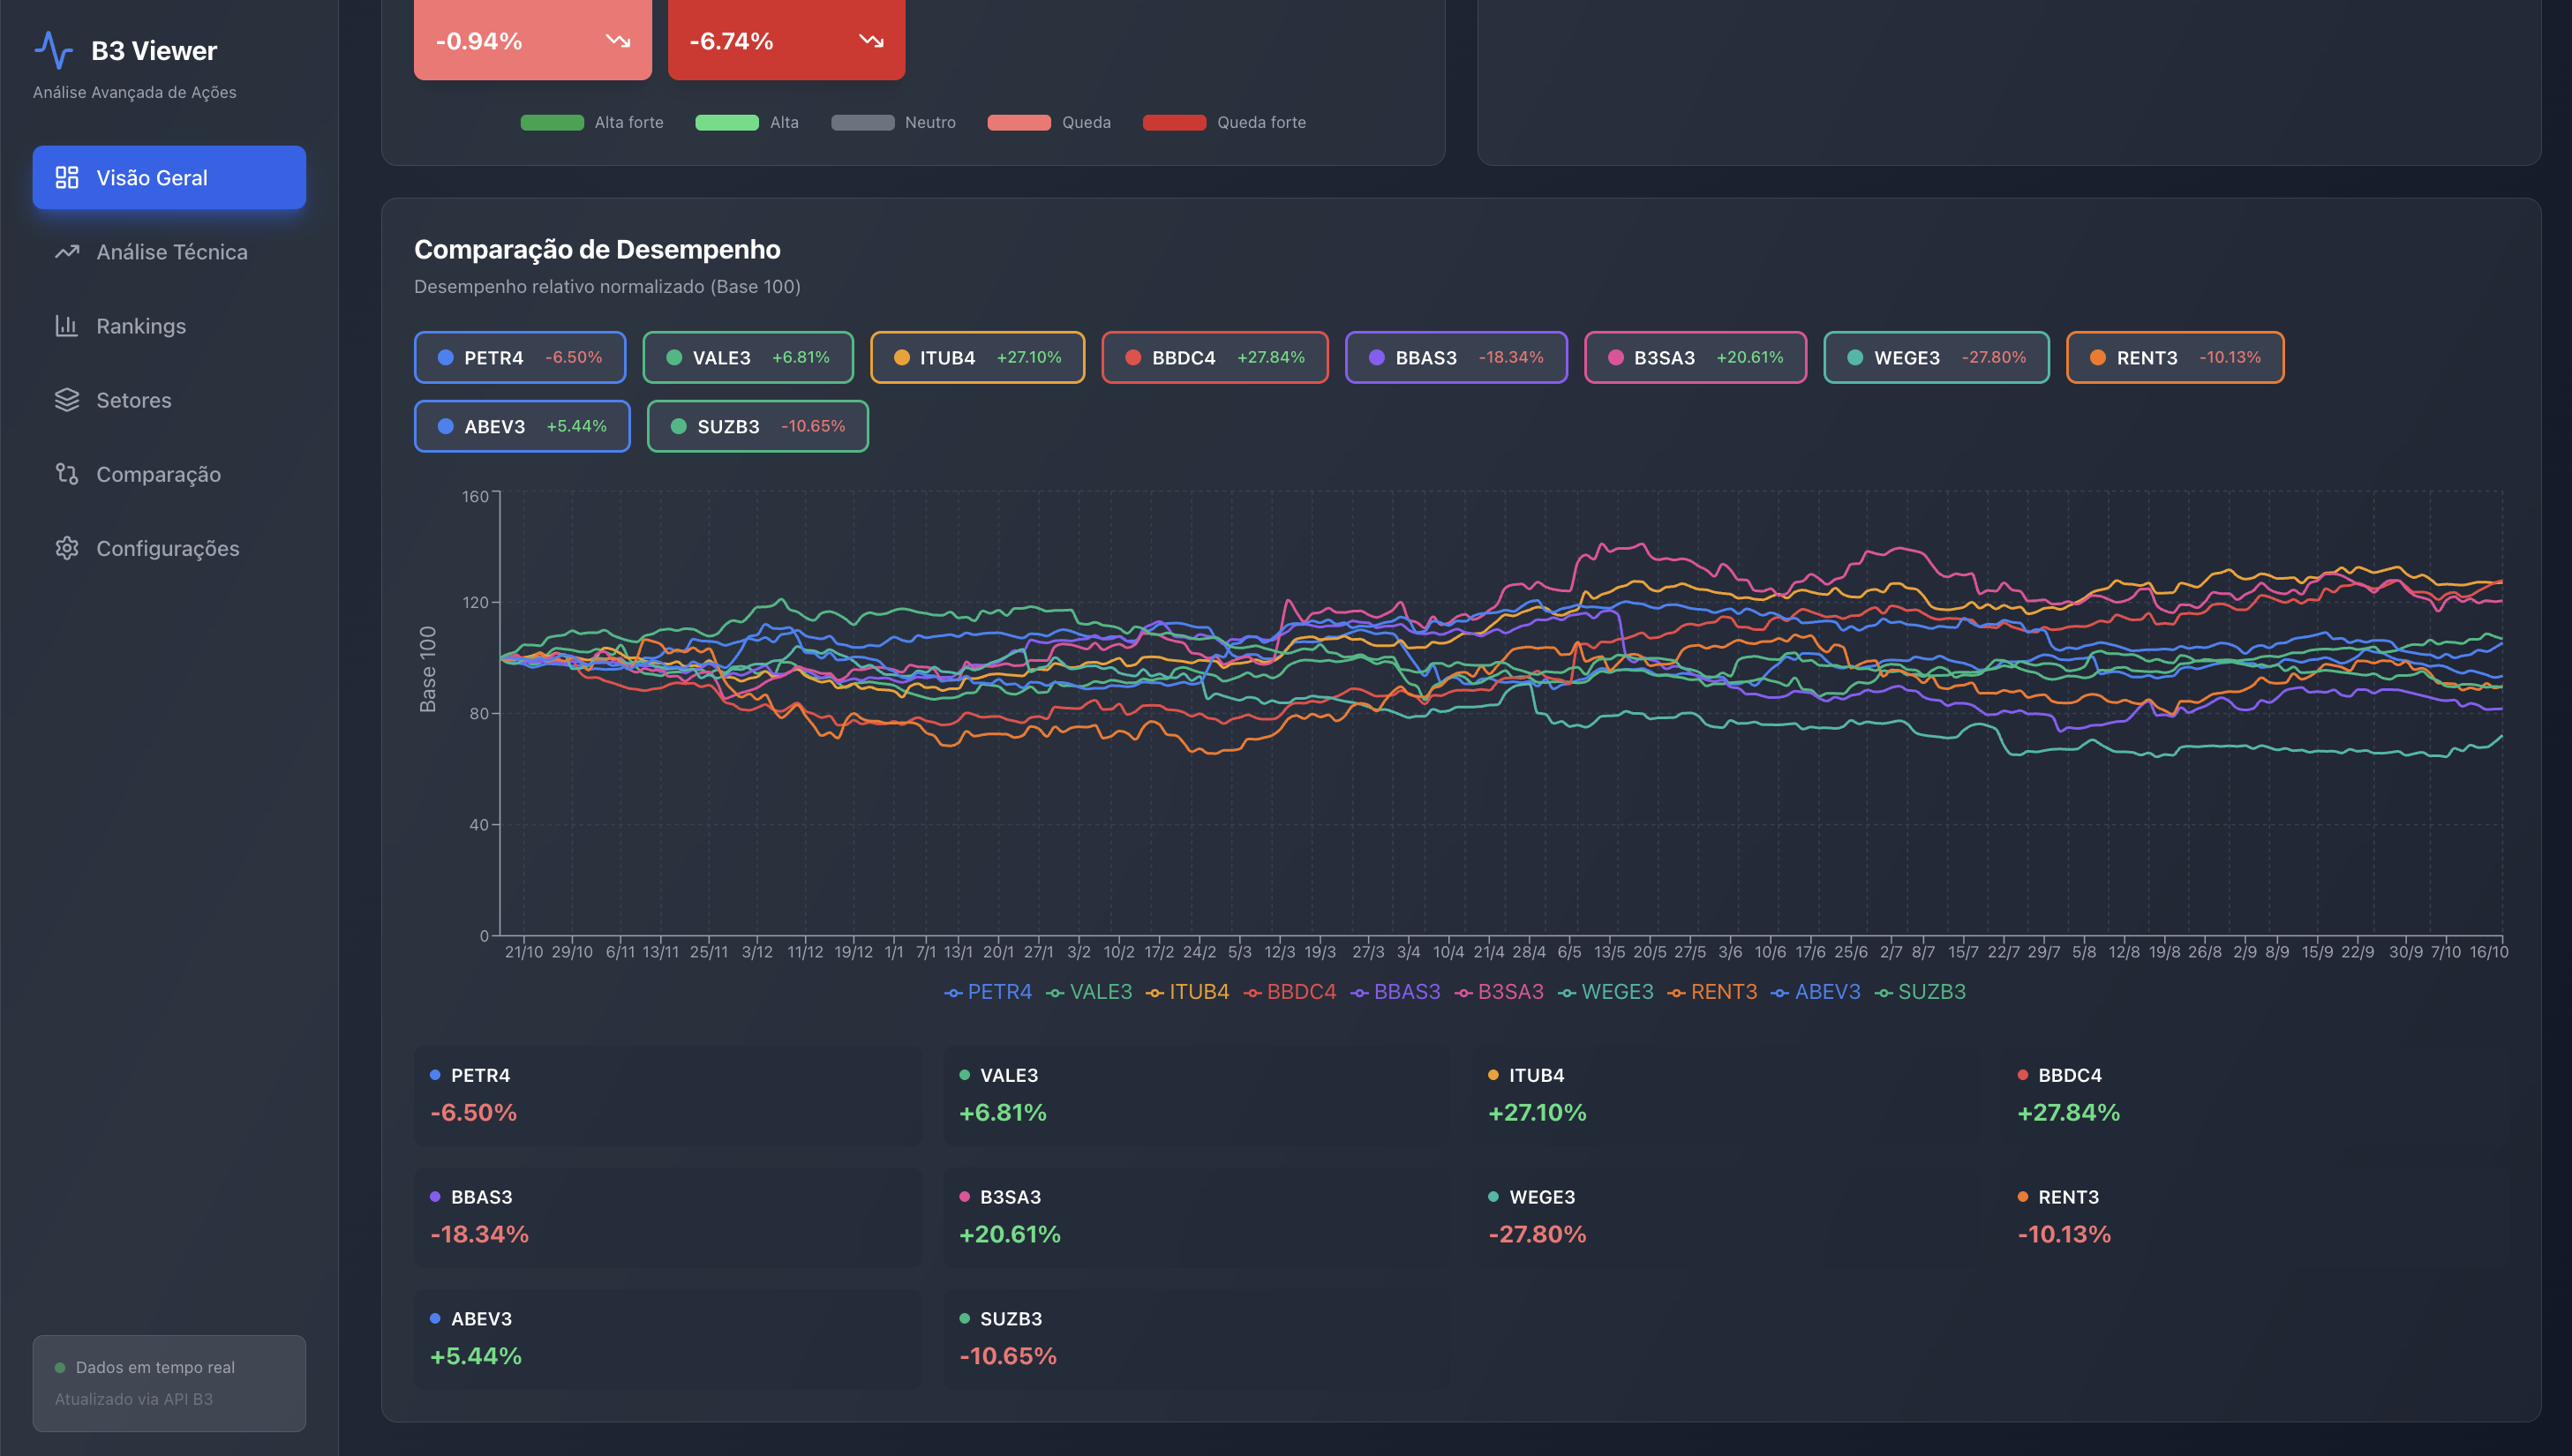 B3 Viewer
Análise Avançada de Ações
Visão Geral
Análise Técnica
Rankings
Setores
Comparação
Configurações
Dados em tempo real
Atualizado via API B3
-0.94% -6.74%
Alta forte Alta Neutro Queda Queda forte
Comparação de Desempenho
Desempenho relativo normalizado (Base 100)
PETR4 -6.50% VALE3 +6.81% ITUB4 +27.10% BBDC4 +27.84% BBAS3 -18.34% B3SA3 +20.61% WEGE3 -27.80% RENT3 -10.13%
ABEV3 +5.44% SUZB3 -10.65%
Base 100
160
120
80
40
0
21/10 29/10 6/11 13/11 25/11 3/12 11/12 19/12 1/1 7/1 13/1 20/1 27/1 3/2 10/2 17/2 24/2 5/3 12/3 19/3 27/3 3/4 10/4 21/4 28/4 6/5 13/5 20/5 27/5 3/6 10/6 17/6 25/6 2/7 8/7 15/7 22/7 29/7 5/8 12/8 19/8 26/8 2/9 8/9 15/9 22/9 30/9 7/10 16/10
PETR4 VALE3 ITUB4 BBDC4 BBAS3 B3SA3 WEGE3 RENT3 ABEV3 SUZB3
PETR4 VALE3 ITUB4 BBDC4
-6.50% +6.81% +27.10% +27.84%
BBAS3 B3SA3 WEGE3 RENT3
-18.34% +20.61% -27.80% -10.13%
ABEV3 SUZB3
+5.44% -10.65%